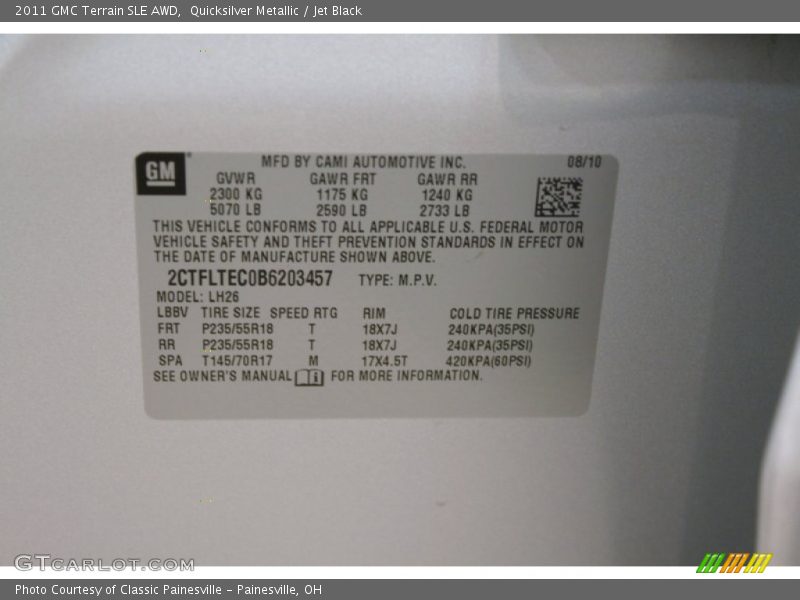 2011 GMC Terrain SLE AWD,  Quicksilver Metallic / Jet Black
GM
MFD BY CAMI AUTOMOTIVE INC. 08/10
GVWR GAWR FRT GAWR RR
2300 KG 1175 KG 1240 KG
5070 LB 2590 LB 2733 LB
THIS VEHICLE CONFORMS TO ALL APPLICABLE U.S. FEDERAL MOTOR
VEHICLE SAFETY AND THEFT PREVENTION STANDARDS IN EFFECT ON
THE DATE OF MANUFACTURE SHOWN ABOVE.
2CTFLTEC0B6203457 TYPE: M.P.V.
MODEL: LH26
LBBV TIRE SIZE SPEED RTG RIM COLD TIRE PRESSURE
FRT P235/55R18 T 18X7J 240KPA(35PSI)
RR P235/55R18 T 18X7J 240KPA(35PSI)
SPA T145/70R17 M 17X4.5T 420KPA(60PSI)
SEE OWNER'S MANUAL FOR MORE INFORMATION.
GTCARLOT.COM
Photo Courtesy of Classic Painesville - Painesville, OH